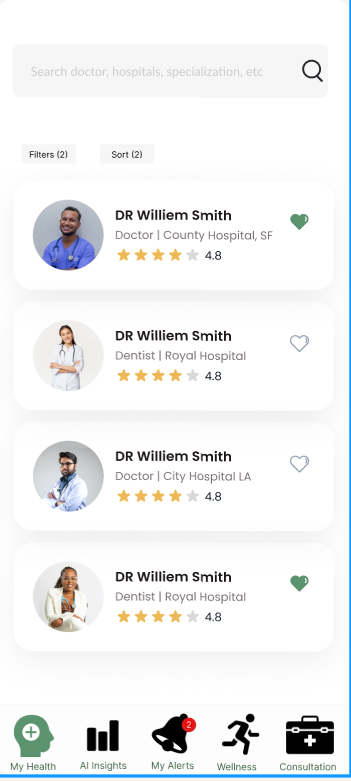 Search doctor, hospitals, specialization, etc
Filters (2)
Sort (2)
DR Williem Smith
Doctor | County Hospital, SF
4.8
DR Williem Smith
Dentist | Royal Hospital
4.8
DR Williem Smith
Doctor | City Hospital LA
4.8
DR Williem Smith
Dentist | Royal Hospital
4.8
2
My Health
AI Insights
My Alerts
Wellness
Consultation